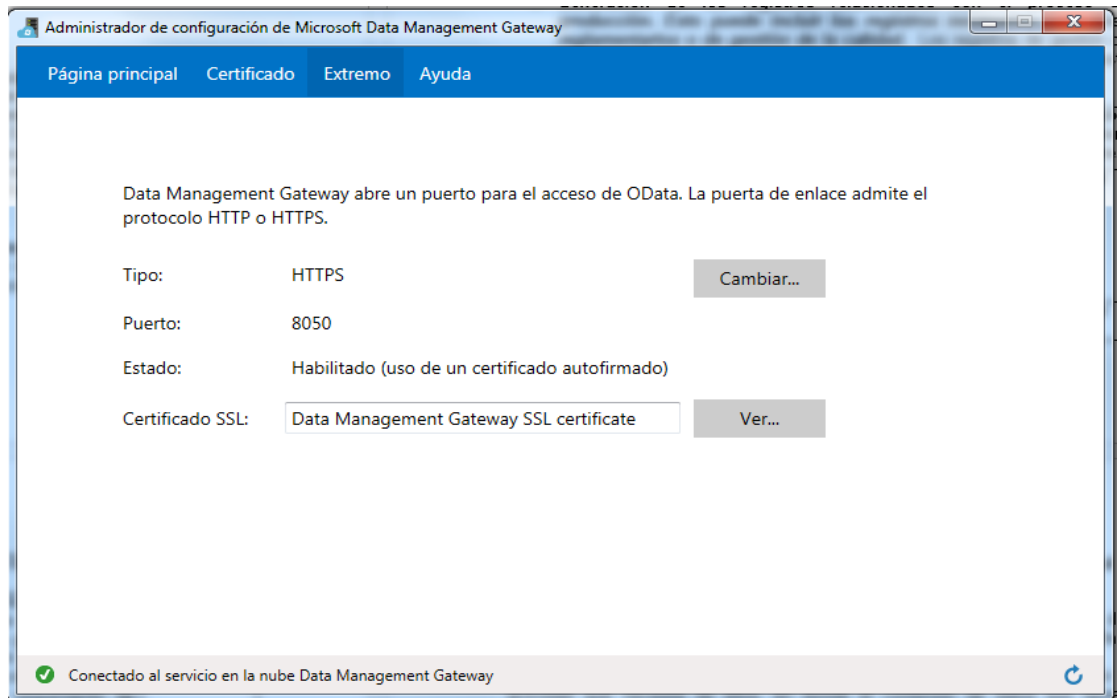 Administrador de configuración de Microsoft Data Management Gateway
Página principal Certificado Extremo Ayuda
Data Management Gateway abre un puerto para el acceso de OData. La puerta de enlace admite el
protocolo HTTP o HTTPS.
Tipo: HTTPS Cambiar...
Puerto: 8050
Estado: Habilitado (uso de un certificado autofirmado)
Certificado SSL: Data Management Gateway SSL certificate Ver...
Conectado al servicio en la nube Data Management Gateway